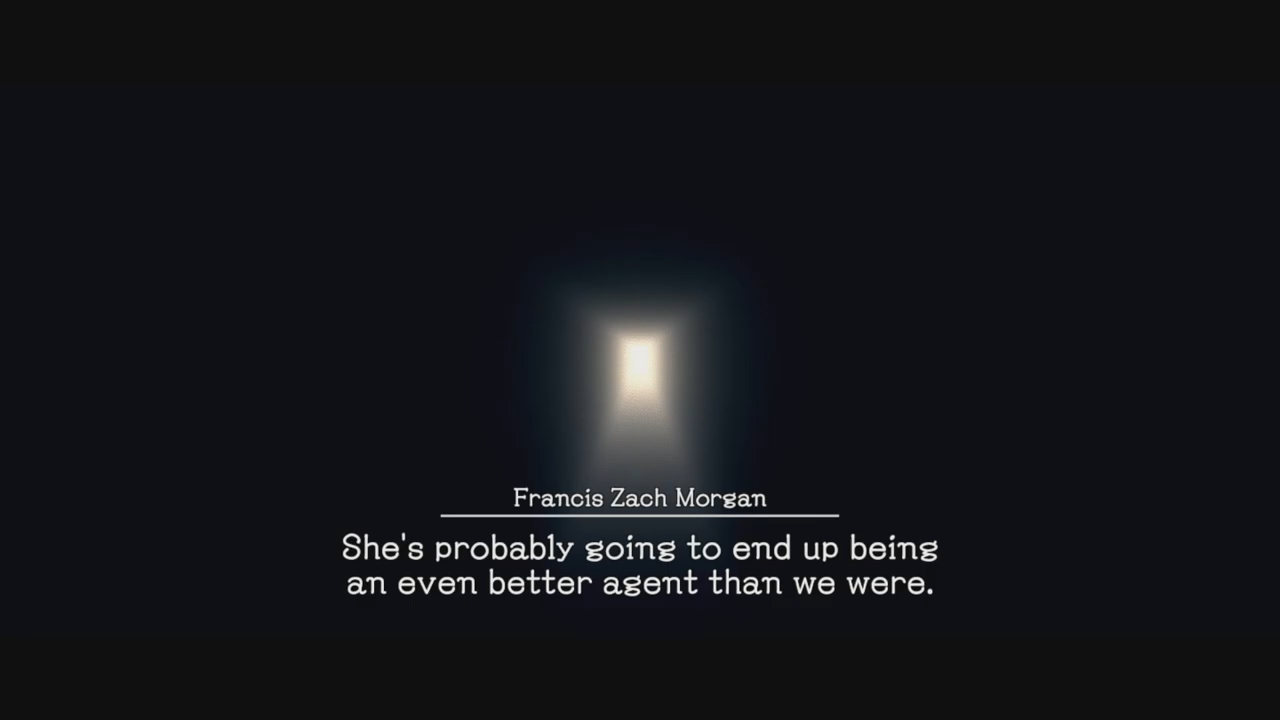 Francis Zach Morgan
She's probably going to end up being
an even better agent than we were.